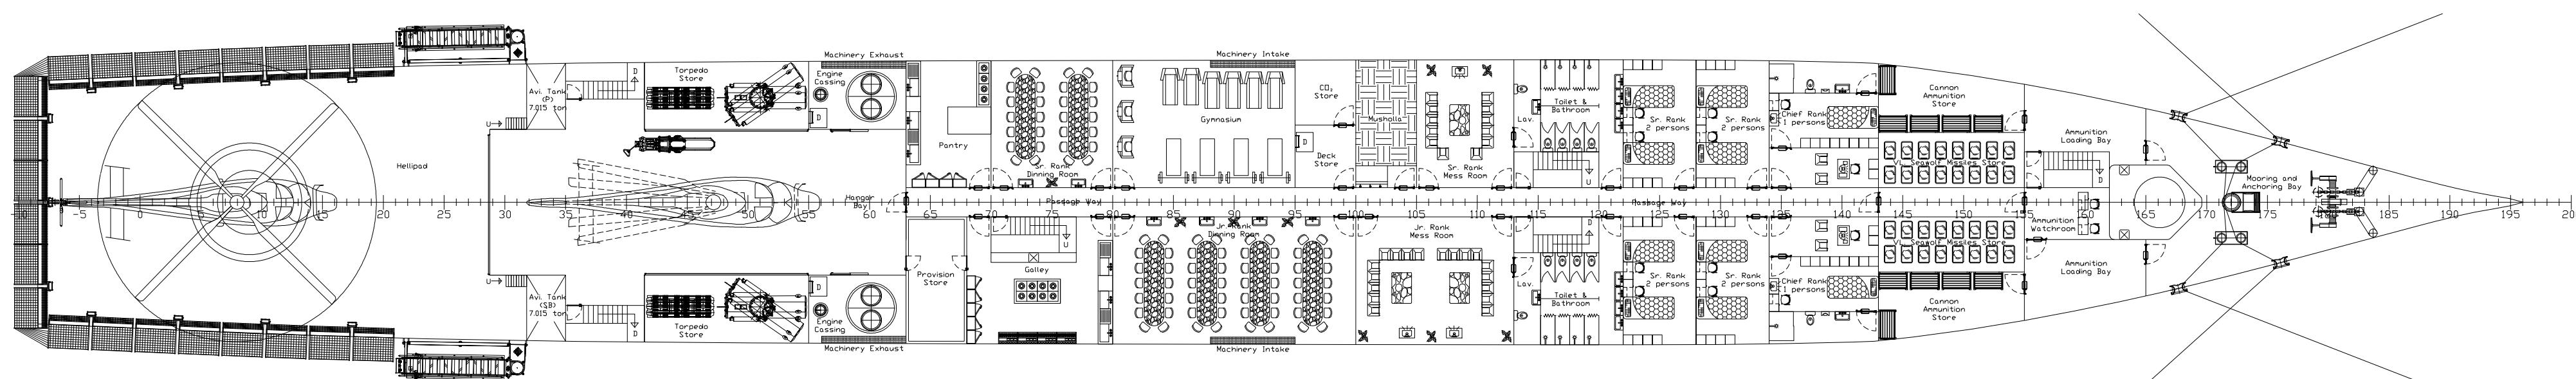 Machinery Exhaust
Machinery Intake
Torpedo
Store
Engine
Cassing
Avi. Tank
(P)
7.015 ton
D
U
D
CO₂
Store
Gymnasium
Musholla
Toilet &
Bathroom
Lav.
Sr. Rank
2 persons
Sr. Rank
2 persons
Chief Rank
1 persons
Cannon
Ammunition
Store
Ammunition
Loading Bay
Pantry
Sr. Rank
Dinning Room
D
Deck
Store
Sr. Rank
Mess Room
U
VL Seawolf Missiles Store
D
Hellipad
Mooring and
Anchoring Bay
Hangar
Bay
Passage Way
Passage Way
-10 -5 0 5 10 15 20 25 30 35 40 45 50 55 60 65 70 75 80 85 90 95 100 105 110 115 120 125 130 135 140 145 150 155 160 165 170 175 180 185 190 195 20
Jr. Rank
Dinning Room
Jr. Rank
Mess Room
D
Ammunition
Watchroom
U
VL Seawolf Missiles Store
Galley
Provision
Store
Ammunition
Loading Bay
U
D
Sr. Rank
2 persons
Sr. Rank
2 persons
Chief Rank
1 persons
Lav.
Toilet &
Bathroom
Avi. Tank
(SB)
7.015 ton
D
Torpedo
Store
Engine
Cassing
Cannon
Ammunition
Store
Machinery Exhaust
Machinery Intake